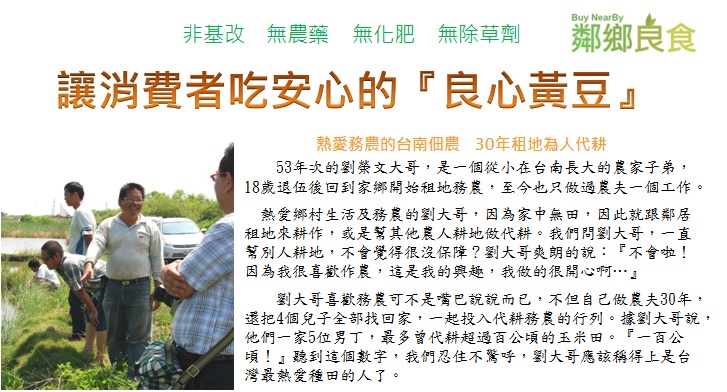 非基改 無農藥 無化肥 無除草劑
Buy NearBy
鄰鄉良食
讓消費者吃安心的『良心黃豆』
熱愛務農的台南佃農 30年租地為人代耕
53年次的劉榮文大哥，是一個從小在台南長大的農家子弟，
18歲退伍後回到家鄉開始租地務農，至今也只做過農夫一個工作。
熱愛鄉村生活及務農的劉大哥，因為家中無田，因此就跟鄰居
租地來耕作，或是幫其他農人耕地做代耕。我們問劉大哥，一直
幫別人耕地，不會覺得很沒保障？劉大哥爽朗的說：『不會啦！
因為我很喜歡作農，這是我的興趣，我做的很開心啊…』
劉大哥喜歡務農可不是嘴巴說說而已，不但自己做農夫30年，
還把4個兒子全部找回家，一起投入代耕務農的行列。據劉大哥說，
他們一家5位男丁，最多曾代耕超過百公頃的玉米田。『一百公
頃！』聽到這個數字，我們忍住不驚呼，劉大哥應該稱得上是台
灣最熱愛種田的人了。